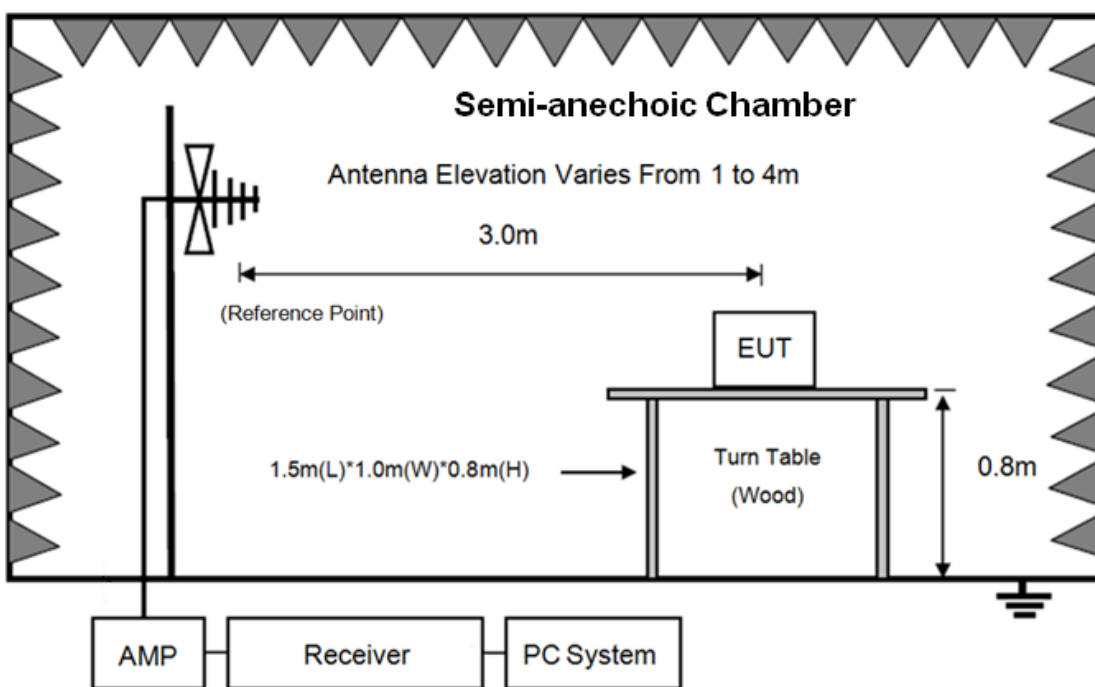 Semi-anechoic Chamber
Antenna Elevation Varies From 1 to 4m
3.0m
(Reference Point)
EUT
1.5m(L)*1.0m(W)*0.8m(H)
Turn Table
(Wood)
0.8m
AMP
Receiver
PC System